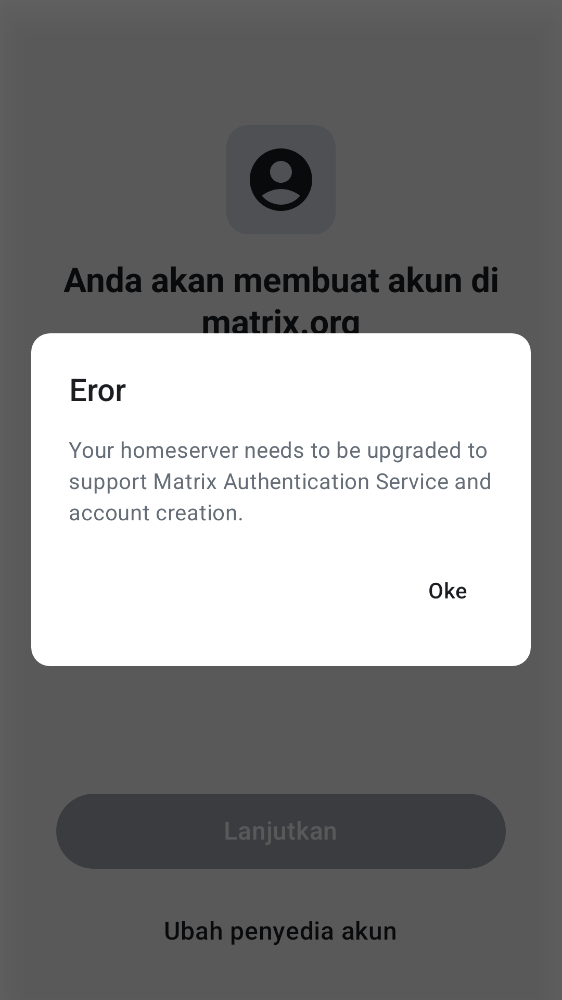 Anda akan membuat akun di
matrix.org
Eror
Your homeserver needs to be upgraded to
support Matrix Authentication Service and
account creation.
Oke
Lanjutkan
Ubah penyedia akun